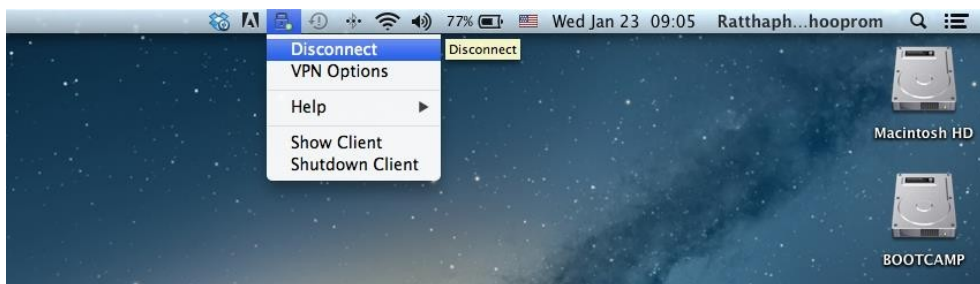 77% Wed Jan 23 09:05 Ratthaph...hooprom
Disconnect
Disconnect
VPN Options
Help
Show Client
Shutdown Client
Macintosh HD
BOOTCAMP